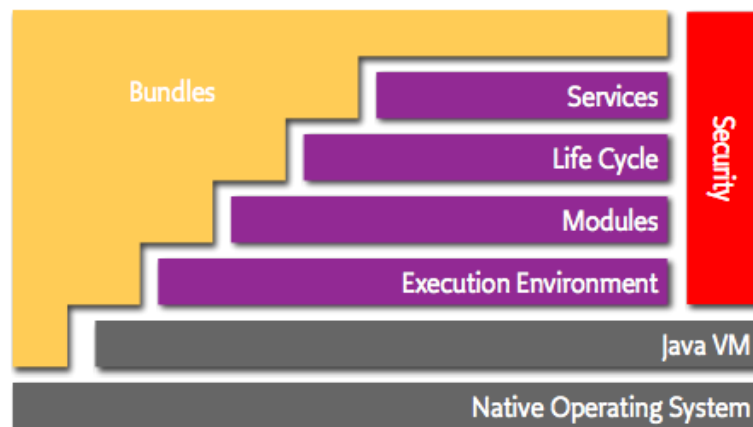 Bundles
Services
Life Cycle
Modules
Execution Environment
Security
Java VM
Native Operating System